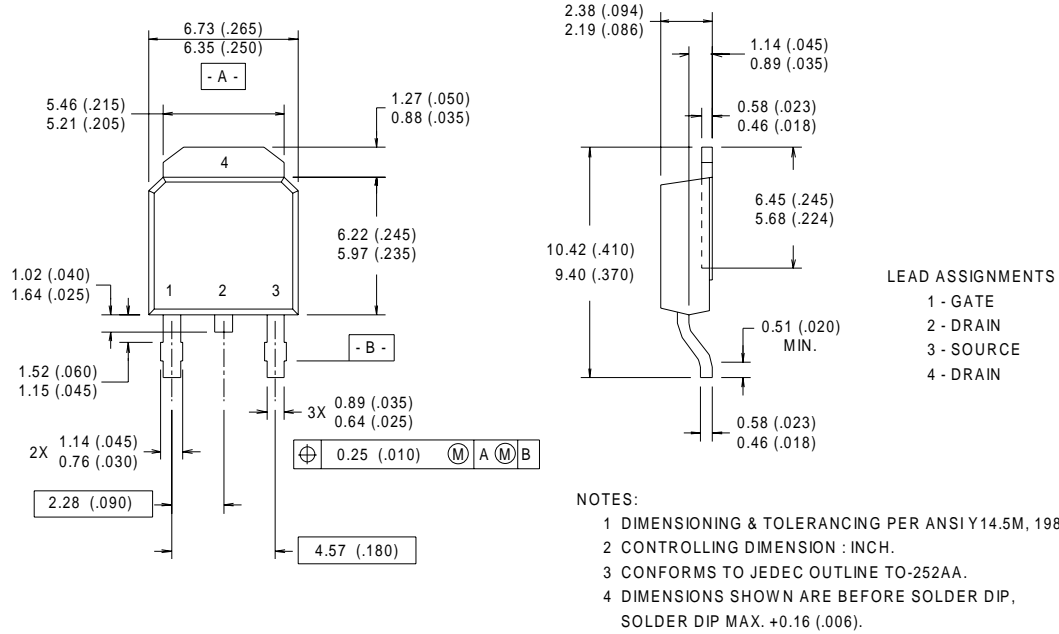 6.73 (.265)
6.35 (.250)
- A -
5.46 (.215)
5.21 (.205)
1.27 (.050)
0.88 (.035)
4
6.22 (.245)
5.97 (.235)
1.02 (.040)
1.64 (.025)
1 2 3
- B -
1.52 (.060)
1.15 (.045)
3X 0.89 (.035)
0.64 (.025)
2X 1.14 (.045)
0.76 (.030)
⌖ 0.25 (.010) Ⓜ A Ⓜ B
2.28 (.090)
4.57 (.180)
2.38 (.094)
2.19 (.086)
1.14 (.045)
0.89 (.035)
0.58 (.023)
0.46 (.018)
6.45 (.245)
5.68 (.224)
10.42 (.410)
9.40 (.370)
0.51 (.020)
MIN.
0.58 (.023)
0.46 (.018)
LEAD ASSIGNMENTS
1 - GATE
2 - DRAIN
3 - SOURCE
4 - DRAIN
NOTES:
1 DIMENSIONING & TOLERANCING PER ANSI Y14.5M, 198
2 CONTROLLING DIMENSION : INCH.
3 CONFORMS TO JEDEC OUTLINE TO-252AA.
4 DIMENSIONS SHOWN ARE BEFORE SOLDER DIP,
SOLDER DIP MAX. +0.16 (.006).